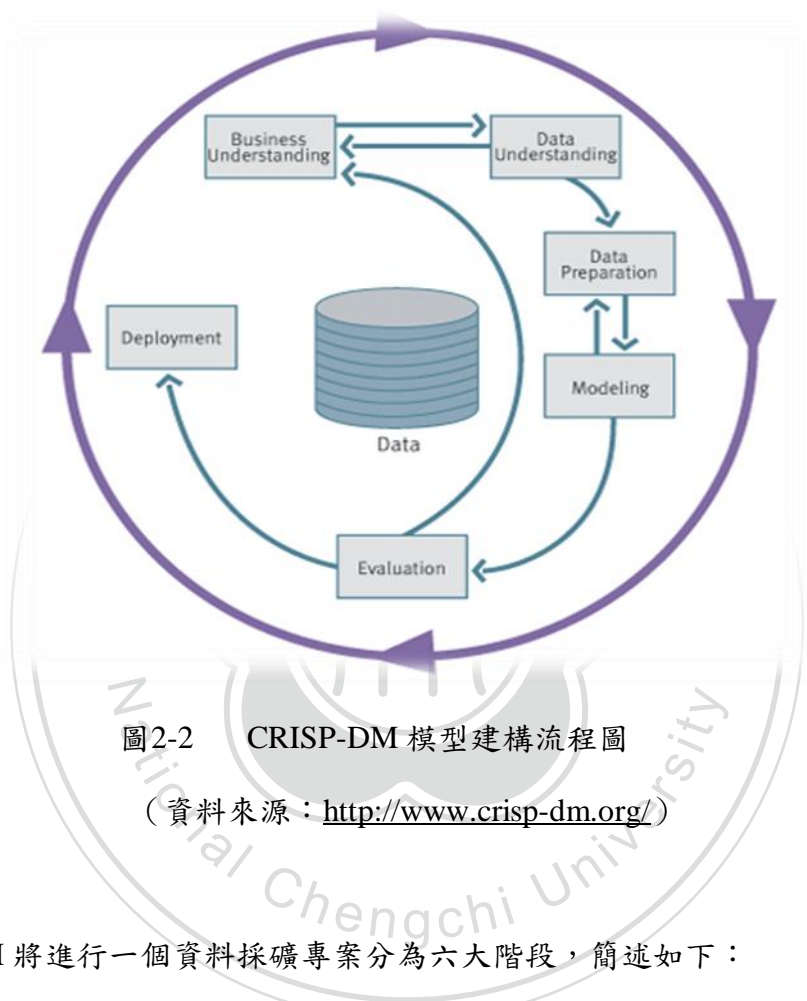 Business
Understanding
Data
Understanding
Data
Preparation
Deployment
Modeling
Data
Evaluation
圖2-2 CRISP-DM 模型建構流程圖
（資料來源：http://www.crisp-dm.org/）
National Chengchi University
將進行一個資料採礦專案分為六大階段，簡述如下：